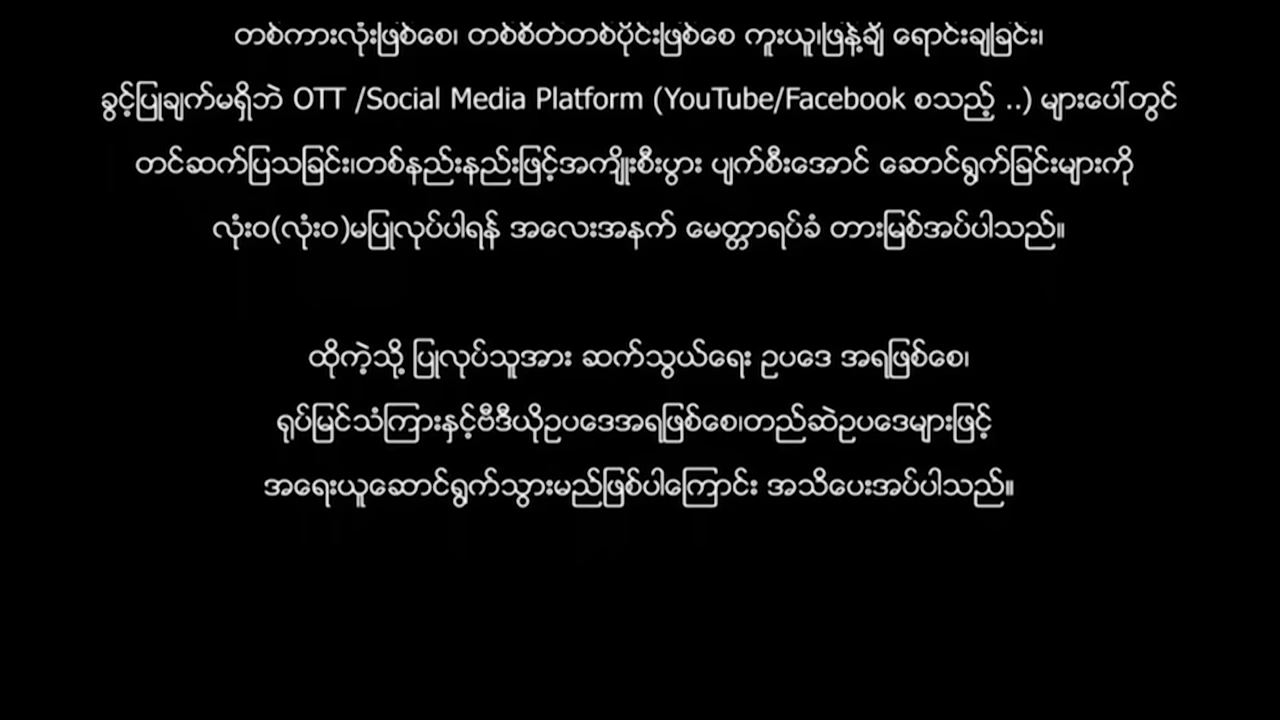 တစ်ကားလုံးဖြစ်စေ၊ တစ်စိတ်တစ်ပိုင်းဖြစ်စေ ကူးယူ၊ဖြန့်ချိ ရောင်းချခြင်း၊
ခွင့်ပြုချက်မရှိဘဲ OTT /Social Media Platform (YouTube/Facebook စသည့် ..) များပေါ်တွင်
တင်ဆက်ပြသခြင်း၊တစ်နည်းနည်းဖြင့်အကျိုးစီးပွား ပျက်စီးအောင် ဆောင်ရွက်ခြင်းများကို
လုံးဝ(လုံးဝ)မပြုလုပ်ပါရန် အလေးအနက် မေတ္တာရပ်ခံ တားမြစ်အပ်ပါသည်။
ထိုကဲ့သို့ ပြုလုပ်သူအား ဆက်သွယ်ရေး ဥပဒေ အရဖြစ်စေ၊
ရုပ်မြင်သံကြားနှင့်ဗီဒီယိုဥပဒေအရဖြစ်စေ၊တည်ဆဲဥပဒေများဖြင့်
အရေးယူဆောင်ရွက်သွားမည်ဖြစ်ပါကြောင်း အသိပေးအပ်ပါသည်။